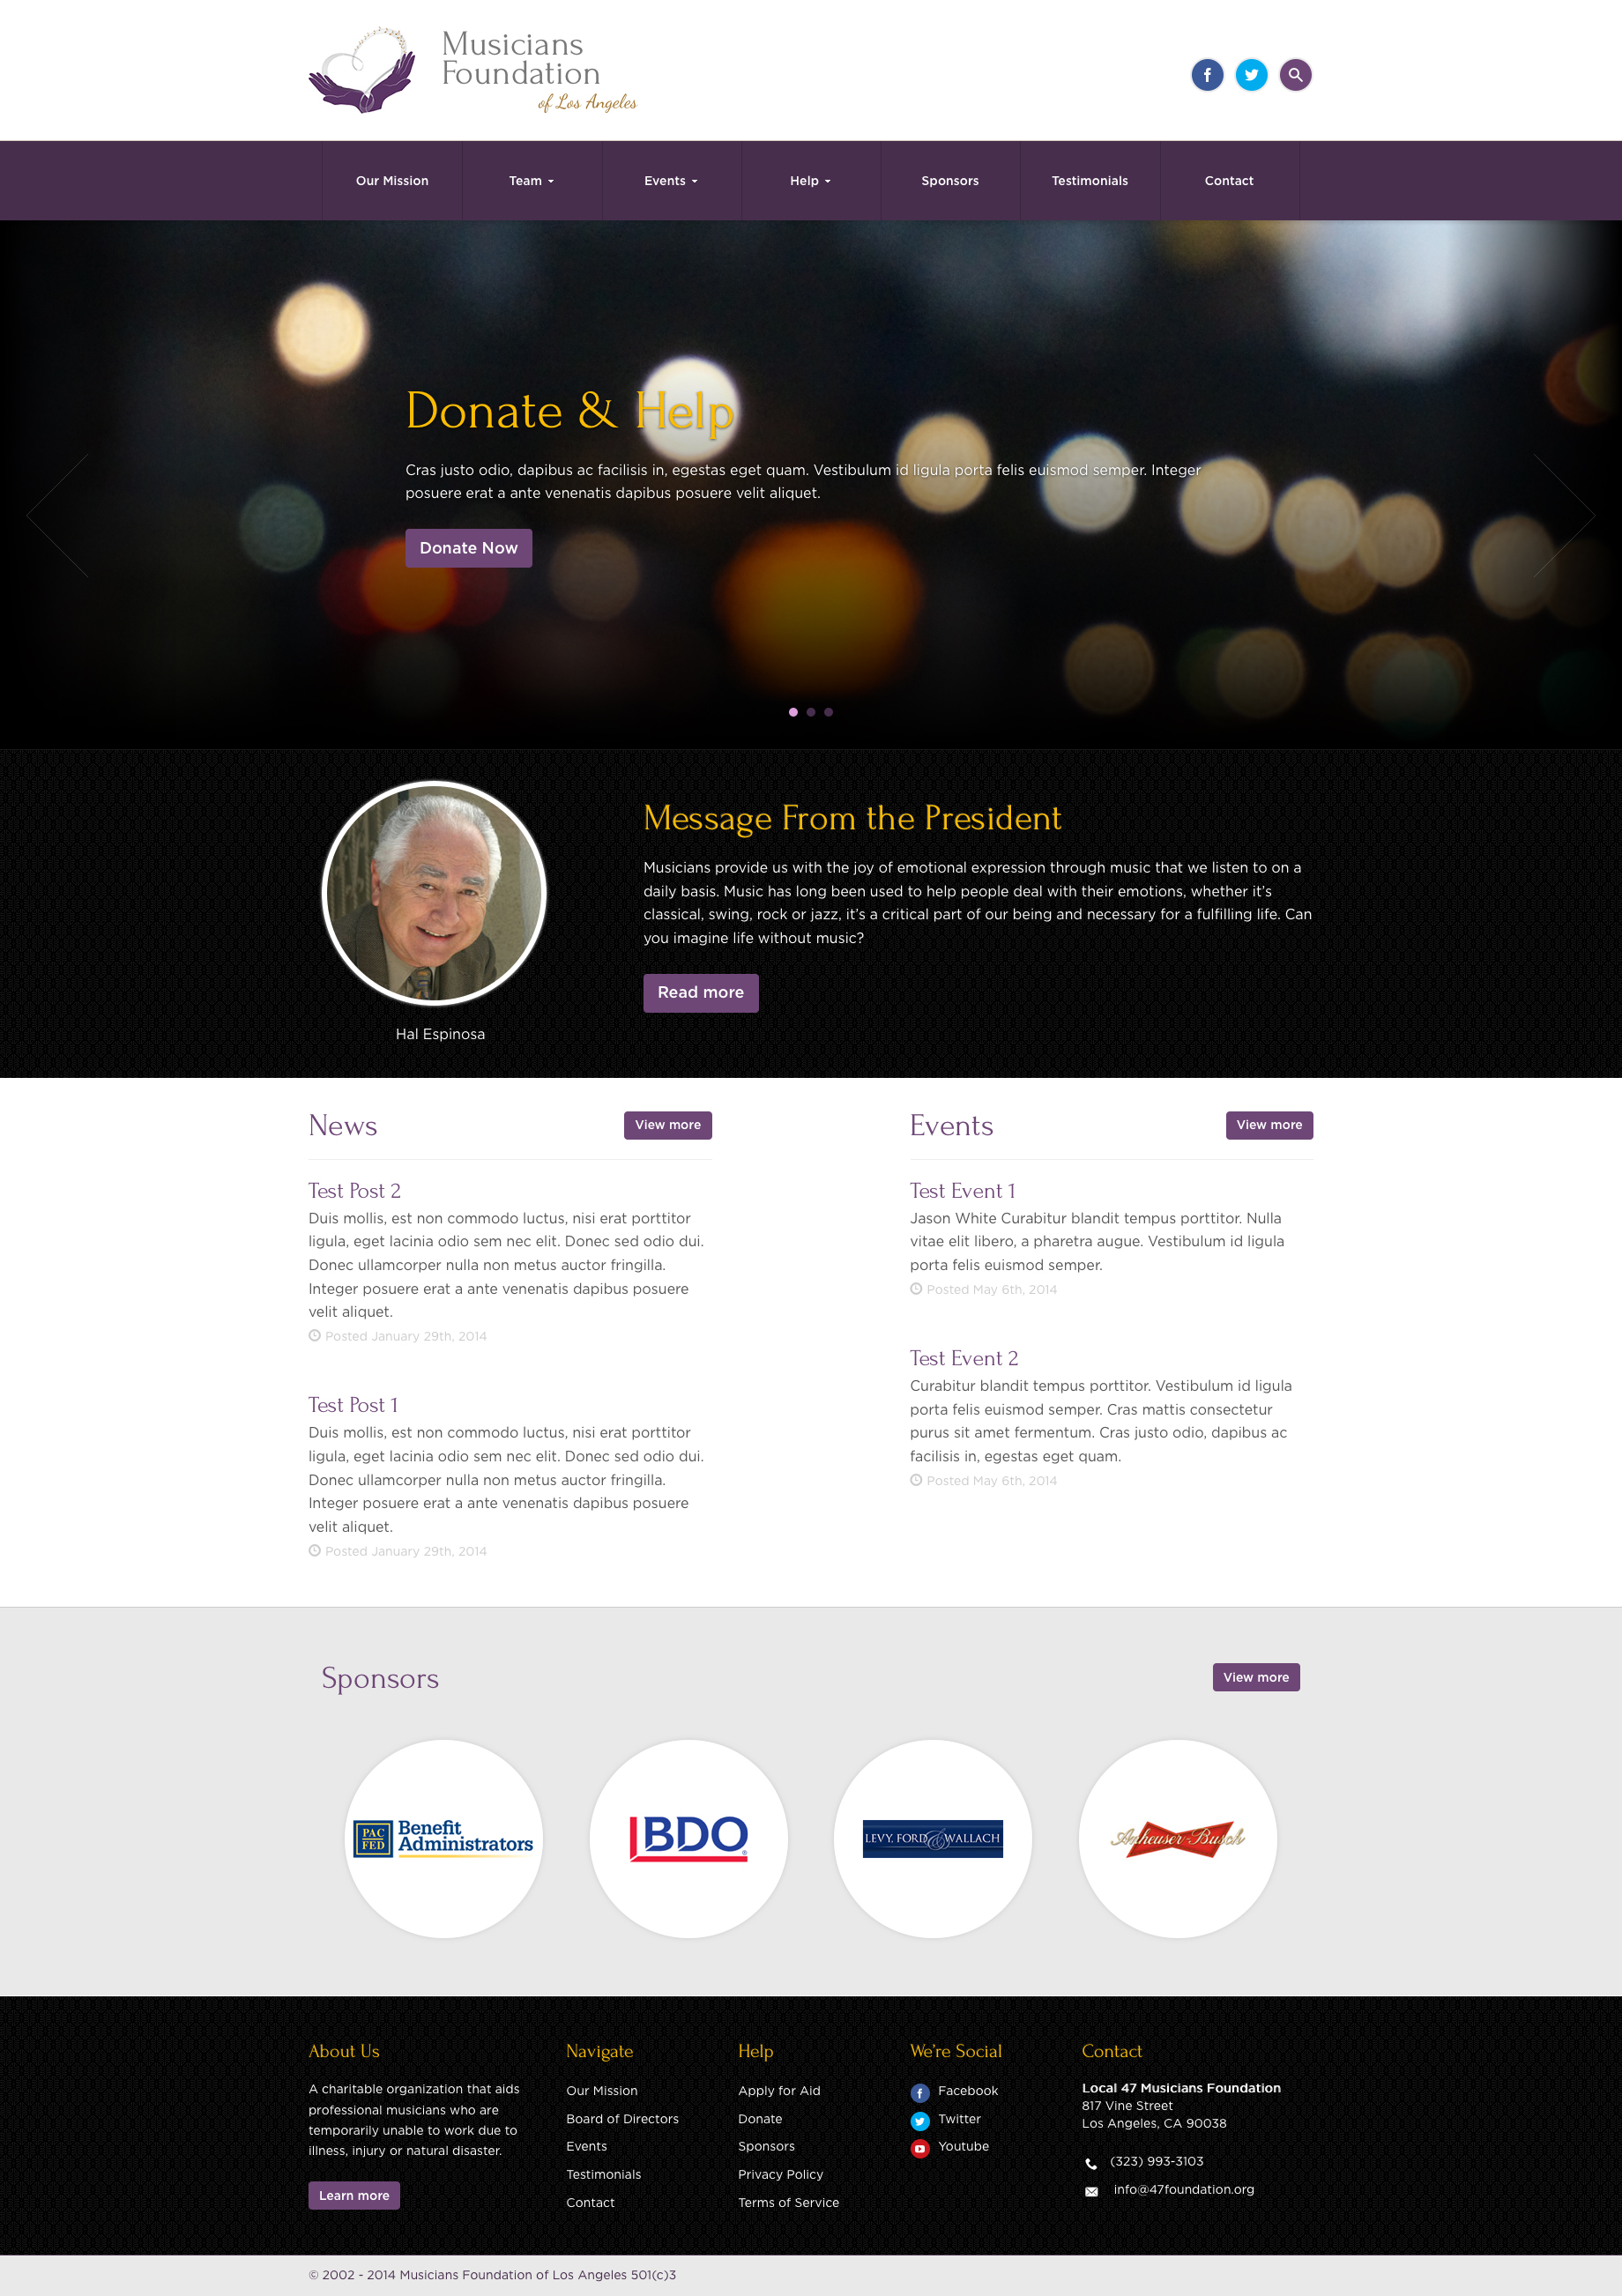 Musicians
Foundation
of Los Angeles
Our Mission
Team
Events
Help
Sponsors
Testimonials
Contact
Donate & Help
Cras justo odio, dapibus ac facilisis in, egestas eget quam. Vestibulum id ligula porta felis euismod semper. Integer
posuere erat a ante venenatis dapibus posuere velit aliquet.
Donate Now
Message From the President
Musicians provide us with the joy of emotional expression through music that we listen to on a
daily basis. Music has long been used to help people deal with their emotions, whether it's
classical, swing, rock or jazz, it's a critical part of our being and necessary for a fulfilling life. Can
you imagine life without music?
Read more
Hal Espinosa
News
View more
Test Post 2
Duis mollis, est non commodo luctus, nisi erat porttitor
ligula, eget lacinia odio sem nec elit. Donec sed odio dui.
Donec ullamcorper nulla non metus auctor fringilla.
Integer posuere erat a ante venenatis dapibus posuere
velit aliquet.
Posted January 29th, 2014
Test Post 1
Duis mollis, est non commodo luctus, nisi erat porttitor
ligula, eget lacinia odio sem nec elit. Donec sed odio dui.
Donec ullamcorper nulla non metus auctor fringilla.
Integer posuere erat a ante venenatis dapibus posuere
velit aliquet.
Posted January 29th, 2014
Events
View more
Test Event 1
Jason White Curabitur blandit tempus porttitor. Nulla
vitae elit libero, a pharetra augue. Vestibulum id ligula
porta felis euismod semper.
Posted May 6th, 2014
Test Event 2
Curabitur blandit tempus porttitor. Vestibulum id ligula
porta felis euismod semper. Cras mattis consectetur
purus sit amet fermentum. Cras justo odio, dapibus ac
facilisis in, egestas eget quam.
Posted May 6th, 2014
Sponsors
View more
PAC
FED
Benefit
Administrators
BDO
LEVY, FORD & WALLACH
Anheuser Busch
About Us
A charitable organization that aids
professional musicians who are
temporarily unable to work due to
illness, injury or natural disaster.
Learn more
Navigate
Our Mission
Board of Directors
Events
Testimonials
Contact
Help
Apply for Aid
Donate
Sponsors
Privacy Policy
Terms of Service
We're Social
Facebook
Twitter
Youtube
Contact
Local 47 Musicians Foundation
817 Vine Street
Los Angeles, CA 90038
(323) 993-3103
info@47foundation.org
© 2002 - 2014 Musicians Foundation of Los Angeles 501(c)3